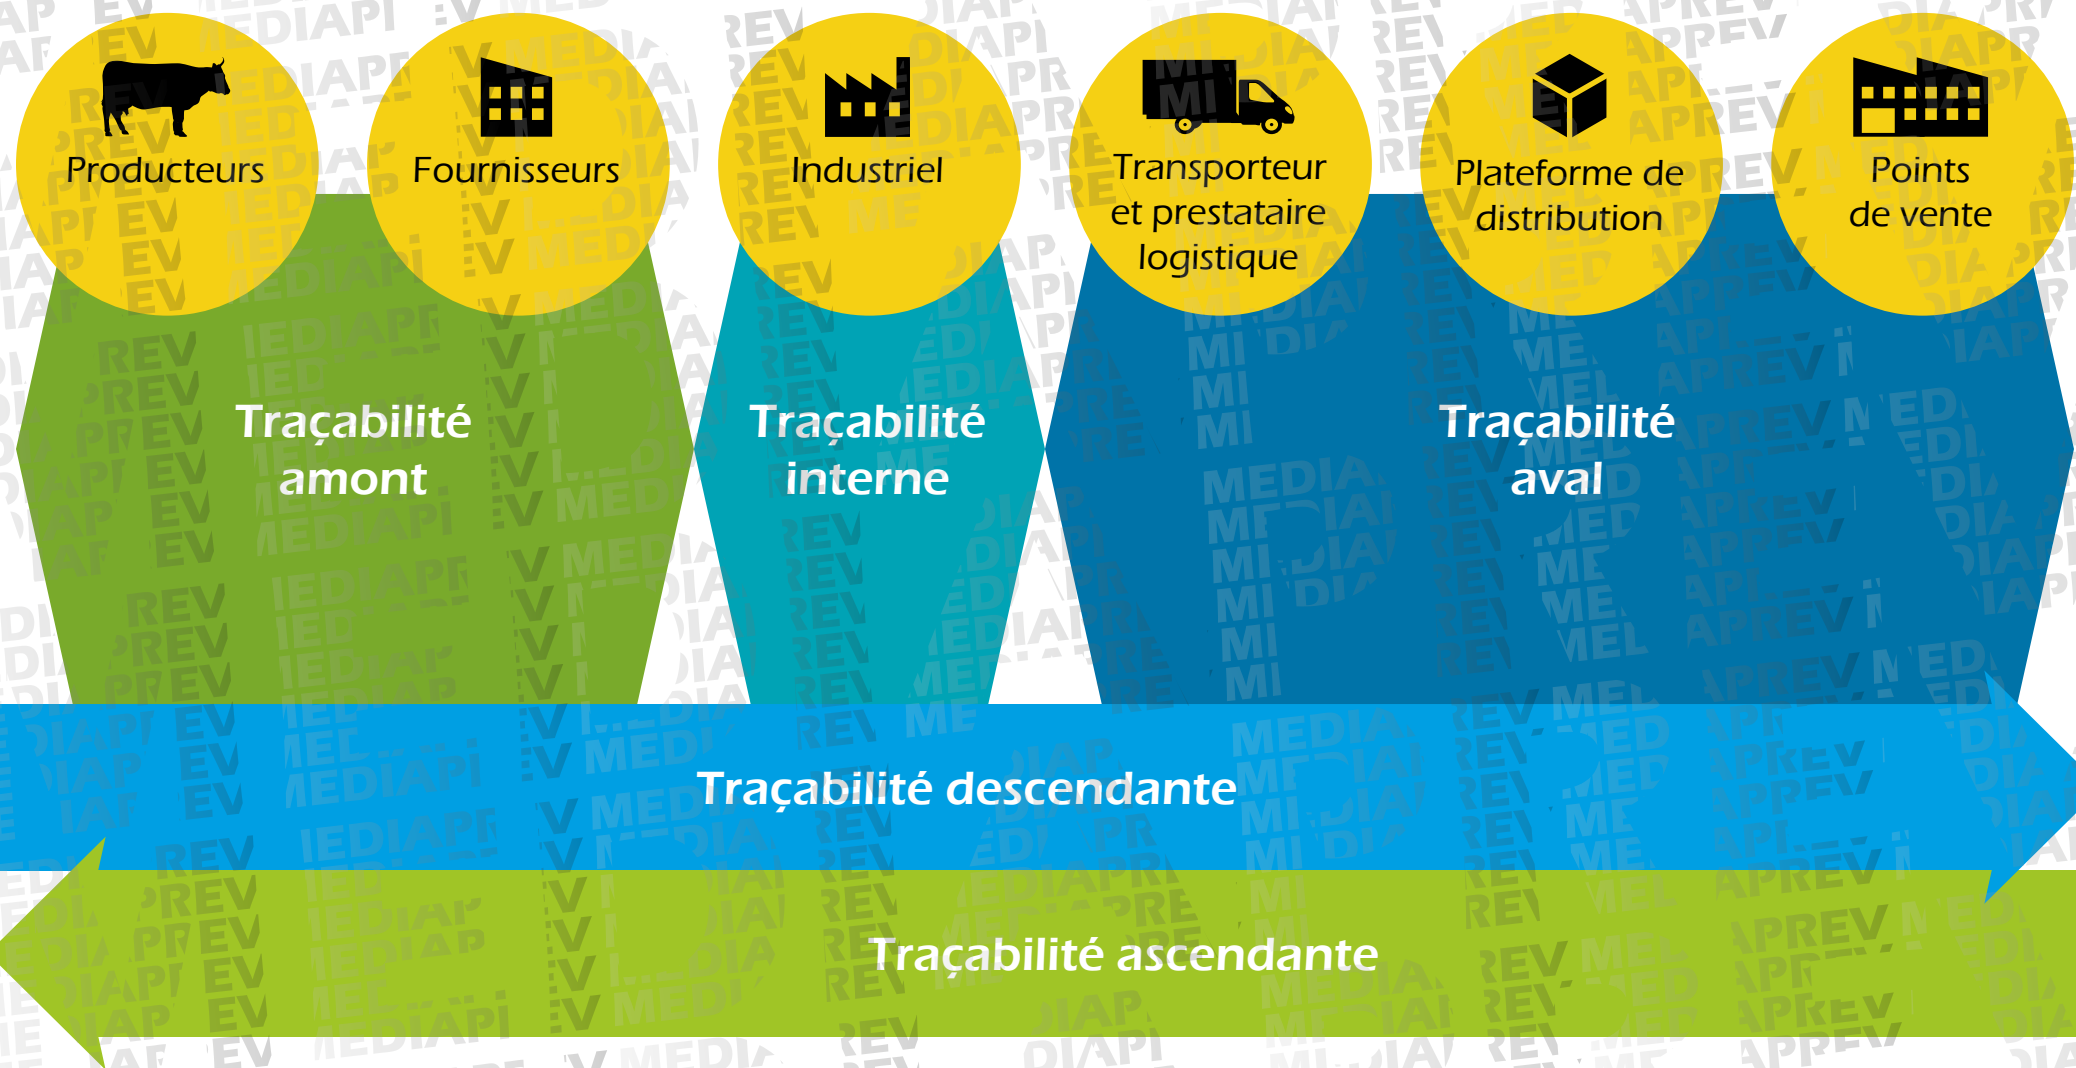 Producteurs
Fournisseurs
Industriel
Transporteur
et prestataire
logistique
Plateforme de
distribution
Points
de vente
Traçabilité
amont
Traçabilité
interne
Traçabilité
aval
Traçabilité descendante
Traçabilité ascendante